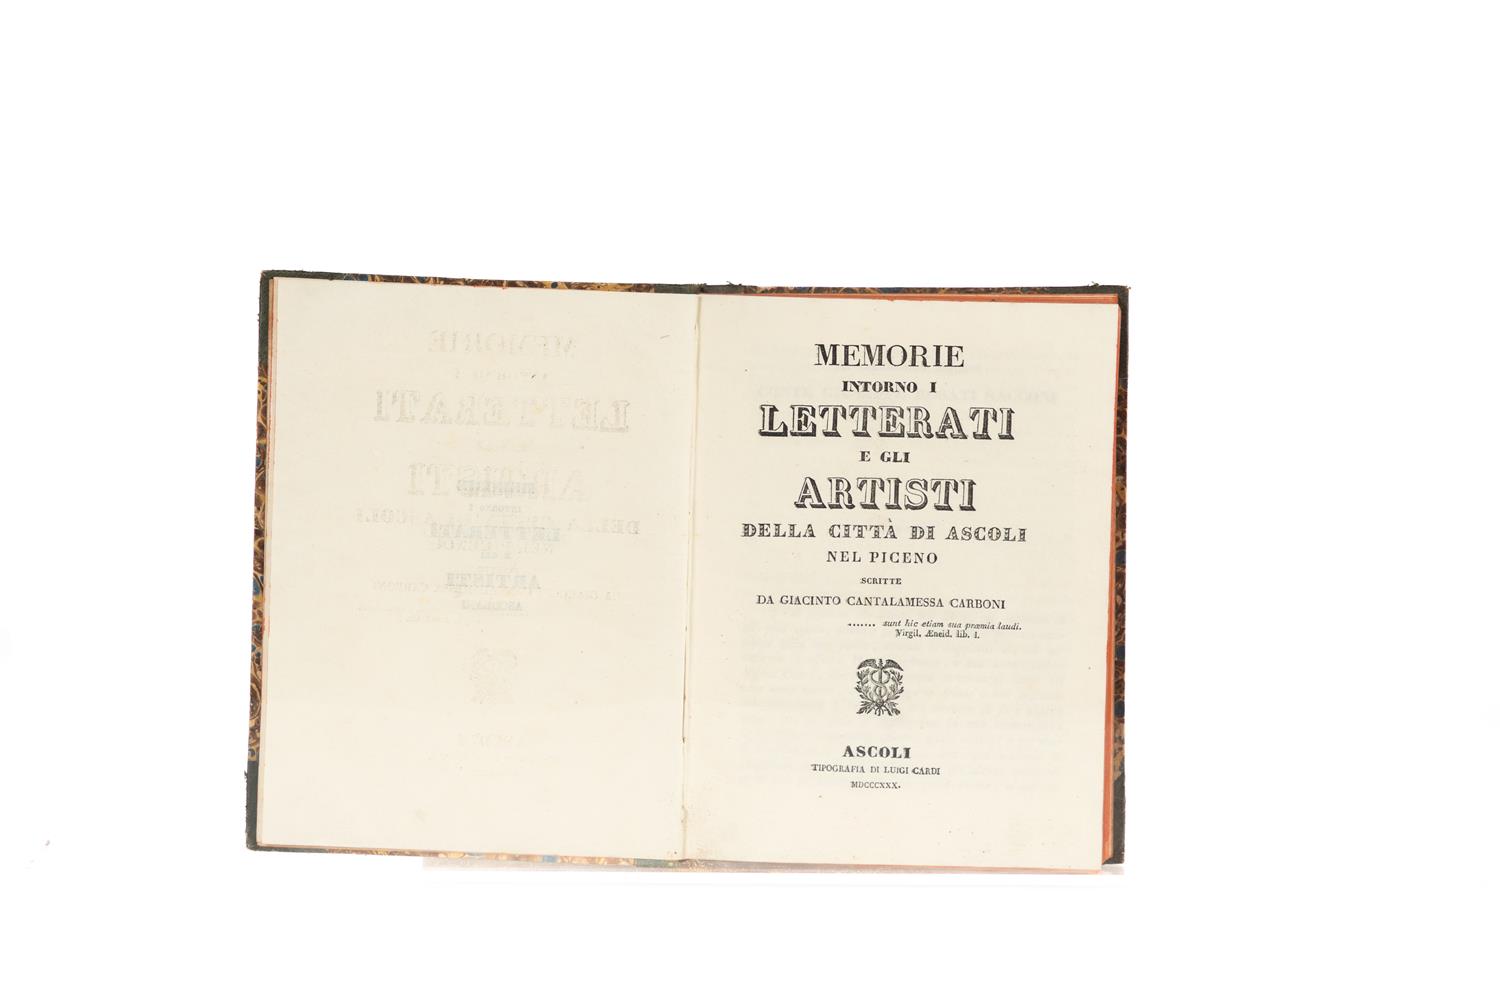 MEMORIE
INTORNO I
LETTERATI
E GLI
ARTISTI
DELLA CITTÀ DI ASCOLI
NEL PICENO
SCRITTE
DA GIACINTO CANTALAMESSA CARBONI
....... sunt hic etiam sua præmia laudi.
Virgil. Æneid. lib. I.
ASCOLI
TIPOGRAFIA DI LUIGI CARDI
MDCCCXXX.